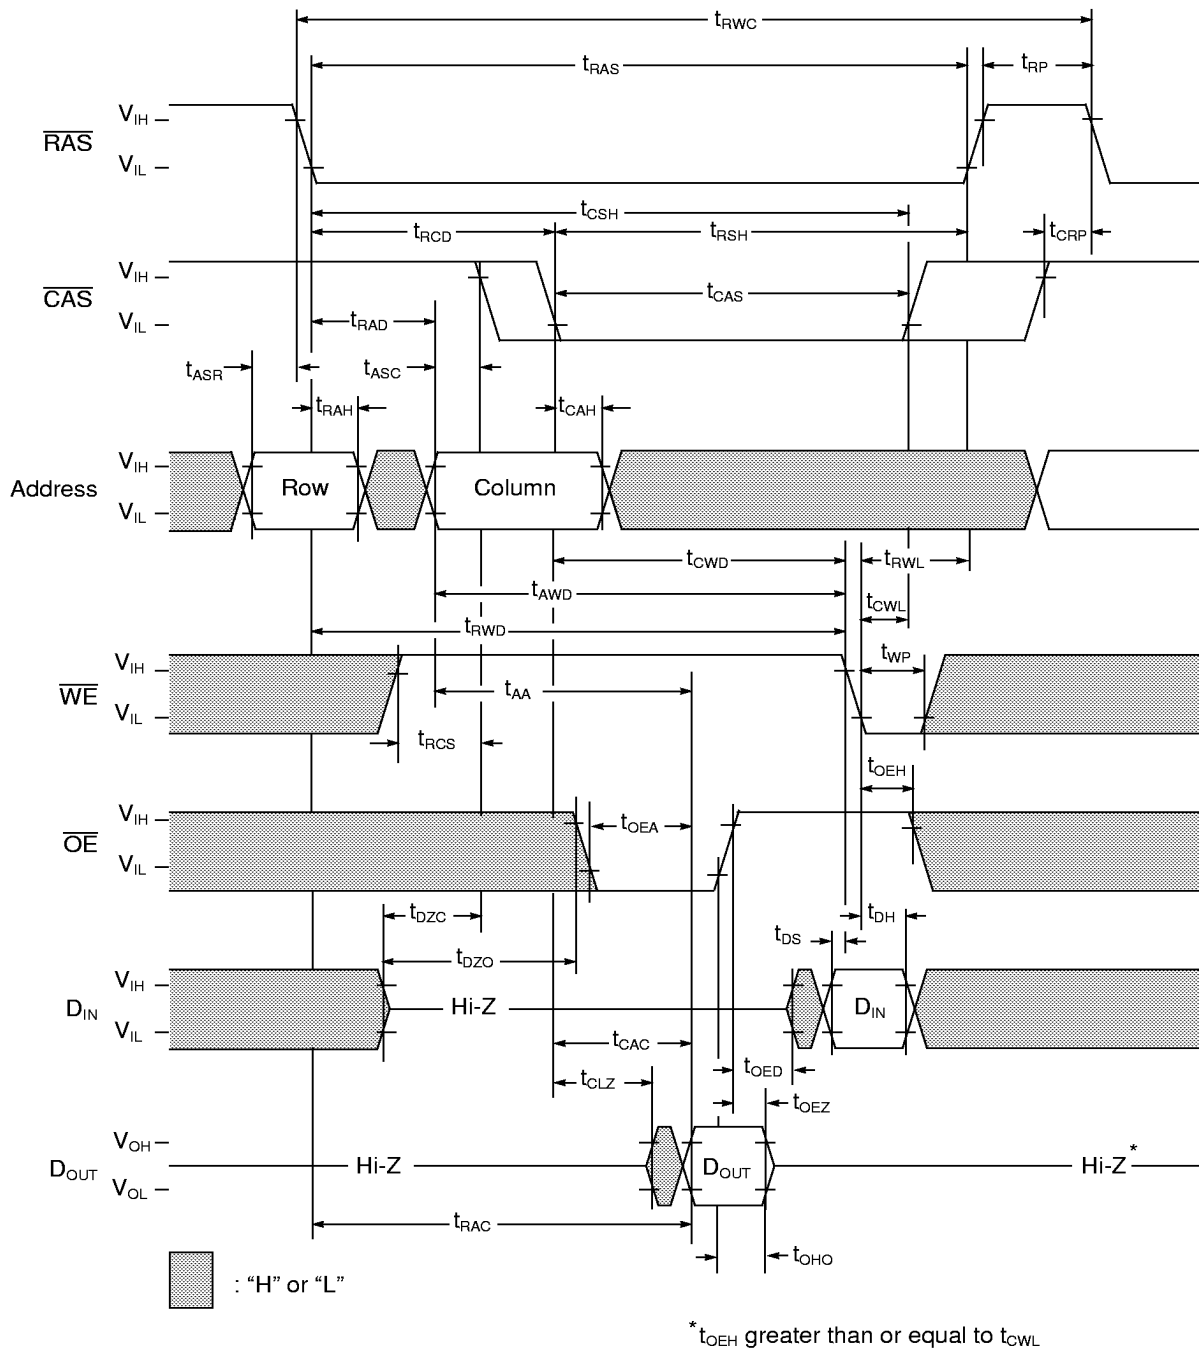 tRWC
tRAS
tRP
VIH
RAS
VIL
tCSH
tRCD
tRSH
tCRP
VIH
CAS
tCAS
VIL
tRAD
tASR
tASC
tRAH
tCAH
VIH
Address
Row
Column
VIL
tCWD
tRWL
tAWD
tCWL
tRWD
VIH
tWP
WE
tAA
VIL
tRCS
tOEH
VIH
OE
tOEA
VIL
tDZC
tDH
tDS
tDZO
VIH
DIN
Hi-Z
DIN
VIL
tCAC
tOED
tCLZ
tOEZ
VOH
DOUT
Hi-Z
DOUT
Hi-Z*
VOL
tRAC
tOHO
: “H” or “L”
*tOEH greater than or equal to tCWL